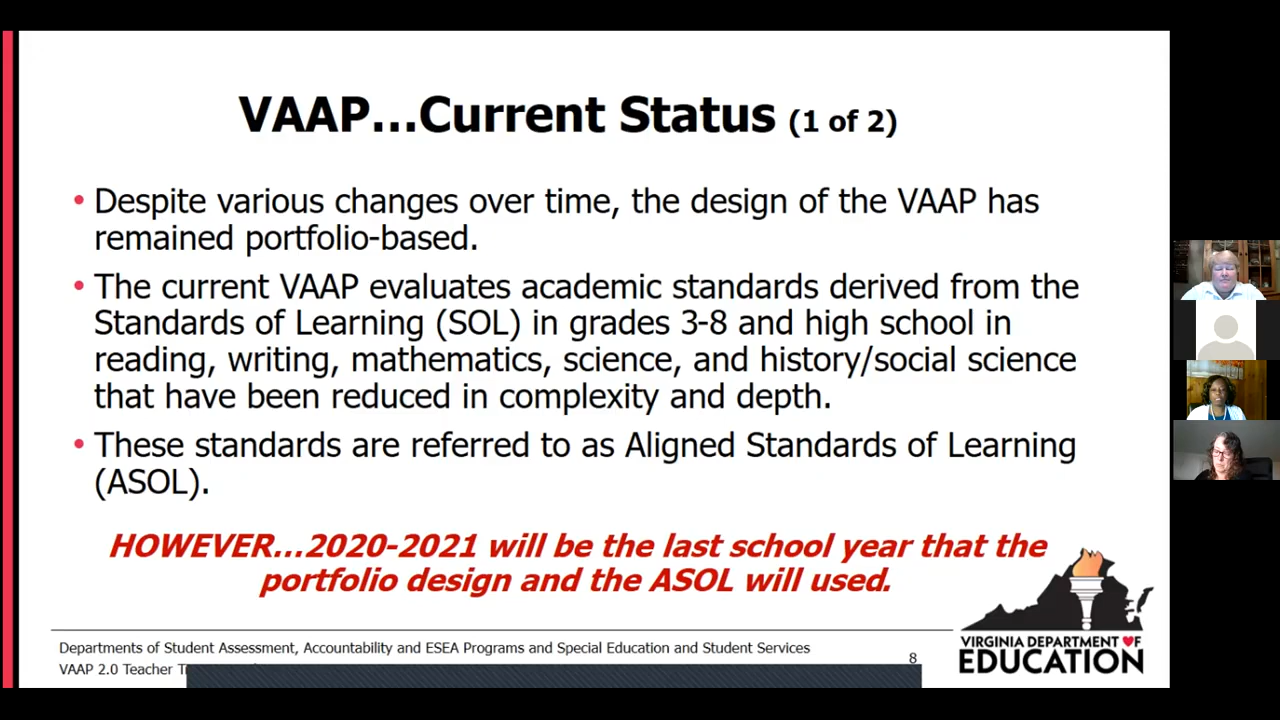 VAAP...Current Status (1 of 2)
• Despite various changes over time, the design of the VAAP has
remained portfolio-based.
• The current VAAP evaluates academic standards derived from the
Standards of Learning (SOL) in grades 3-8 and high school in
reading, writing, mathematics, science, and history/social science
that have been reduced in complexity and depth.
• These standards are referred to as Aligned Standards of Learning
(ASOL).
HOWEVER...2020-2021 will be the last school year that the
portfolio design and the ASOL will used.
Departments of Student Assessment, Accountability and ESEA Programs and Special Education and Student Services
VAAP 2.0 Teacher
8
VIRGINIA DEPARTMENT OF
EDUCATION